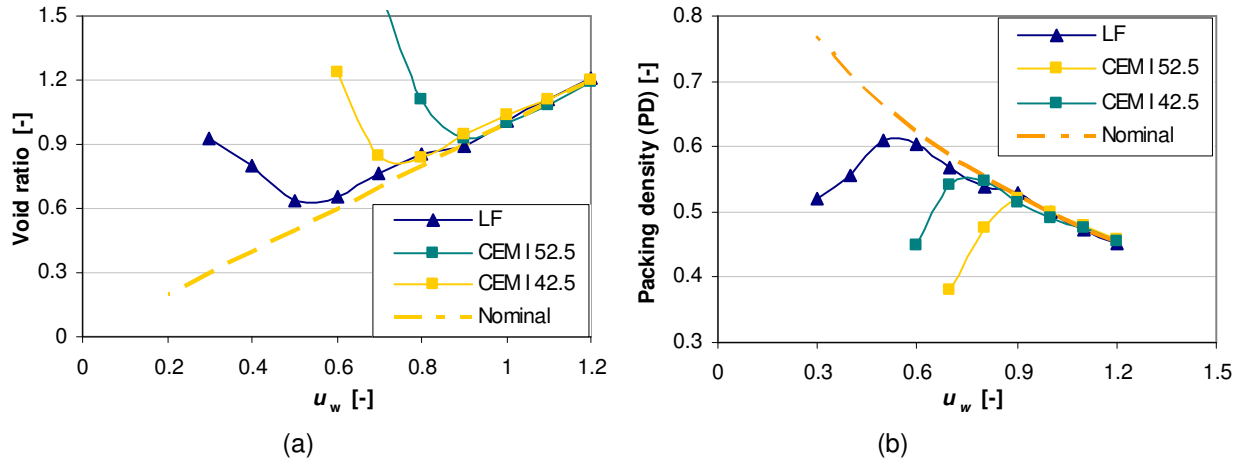 1.5
1.2
0.9
0.6
0.3
0
0 0.2 0.4 0.6 0.8 1 1.2
Void ratio [-]
u_w [-]
LF
CEM I 52.5
CEM I 42.5
Nominal
(a)
0.8
0.7
0.6
0.5
0.4
0.3
0 0.3 0.6 0.9 1.2 1.5
Packing density (PD) [-]
u_w [-]
LF
CEM I 52.5
CEM I 42.5
Nominal
(b)